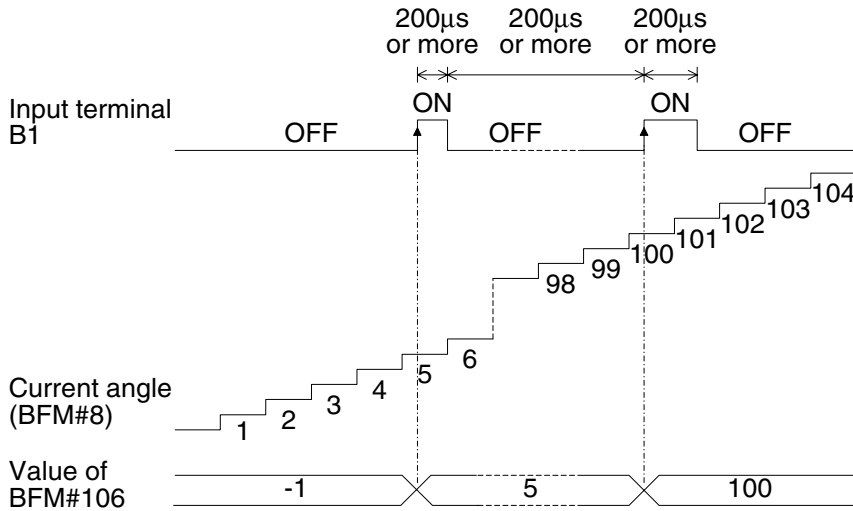 200µs
or more
200µs
or more
200µs
or more
Input terminal
B1
OFF
ON
OFF
ON
OFF
Current angle
(BFM#8)
1
2
3
4
5
6
98
99
100
101
102
103
104
Value of
BFM#106
-1
5
100